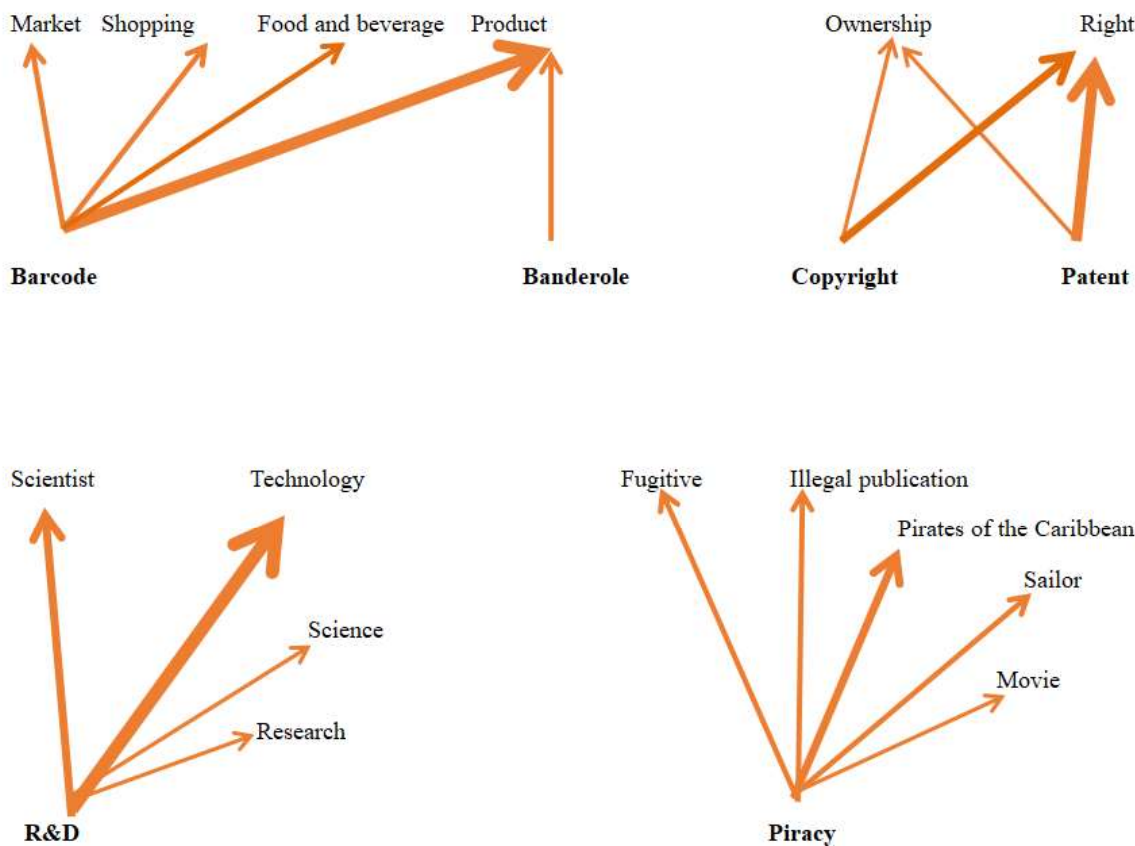 Market Shopping Food and beverage Product Ownership Right
Barcode Banderole Copyright Patent
Scientist Technology Fugitive Illegal publication
Pirates of the Caribbean
Sailor
Science
Movie
Research
R&D Piracy